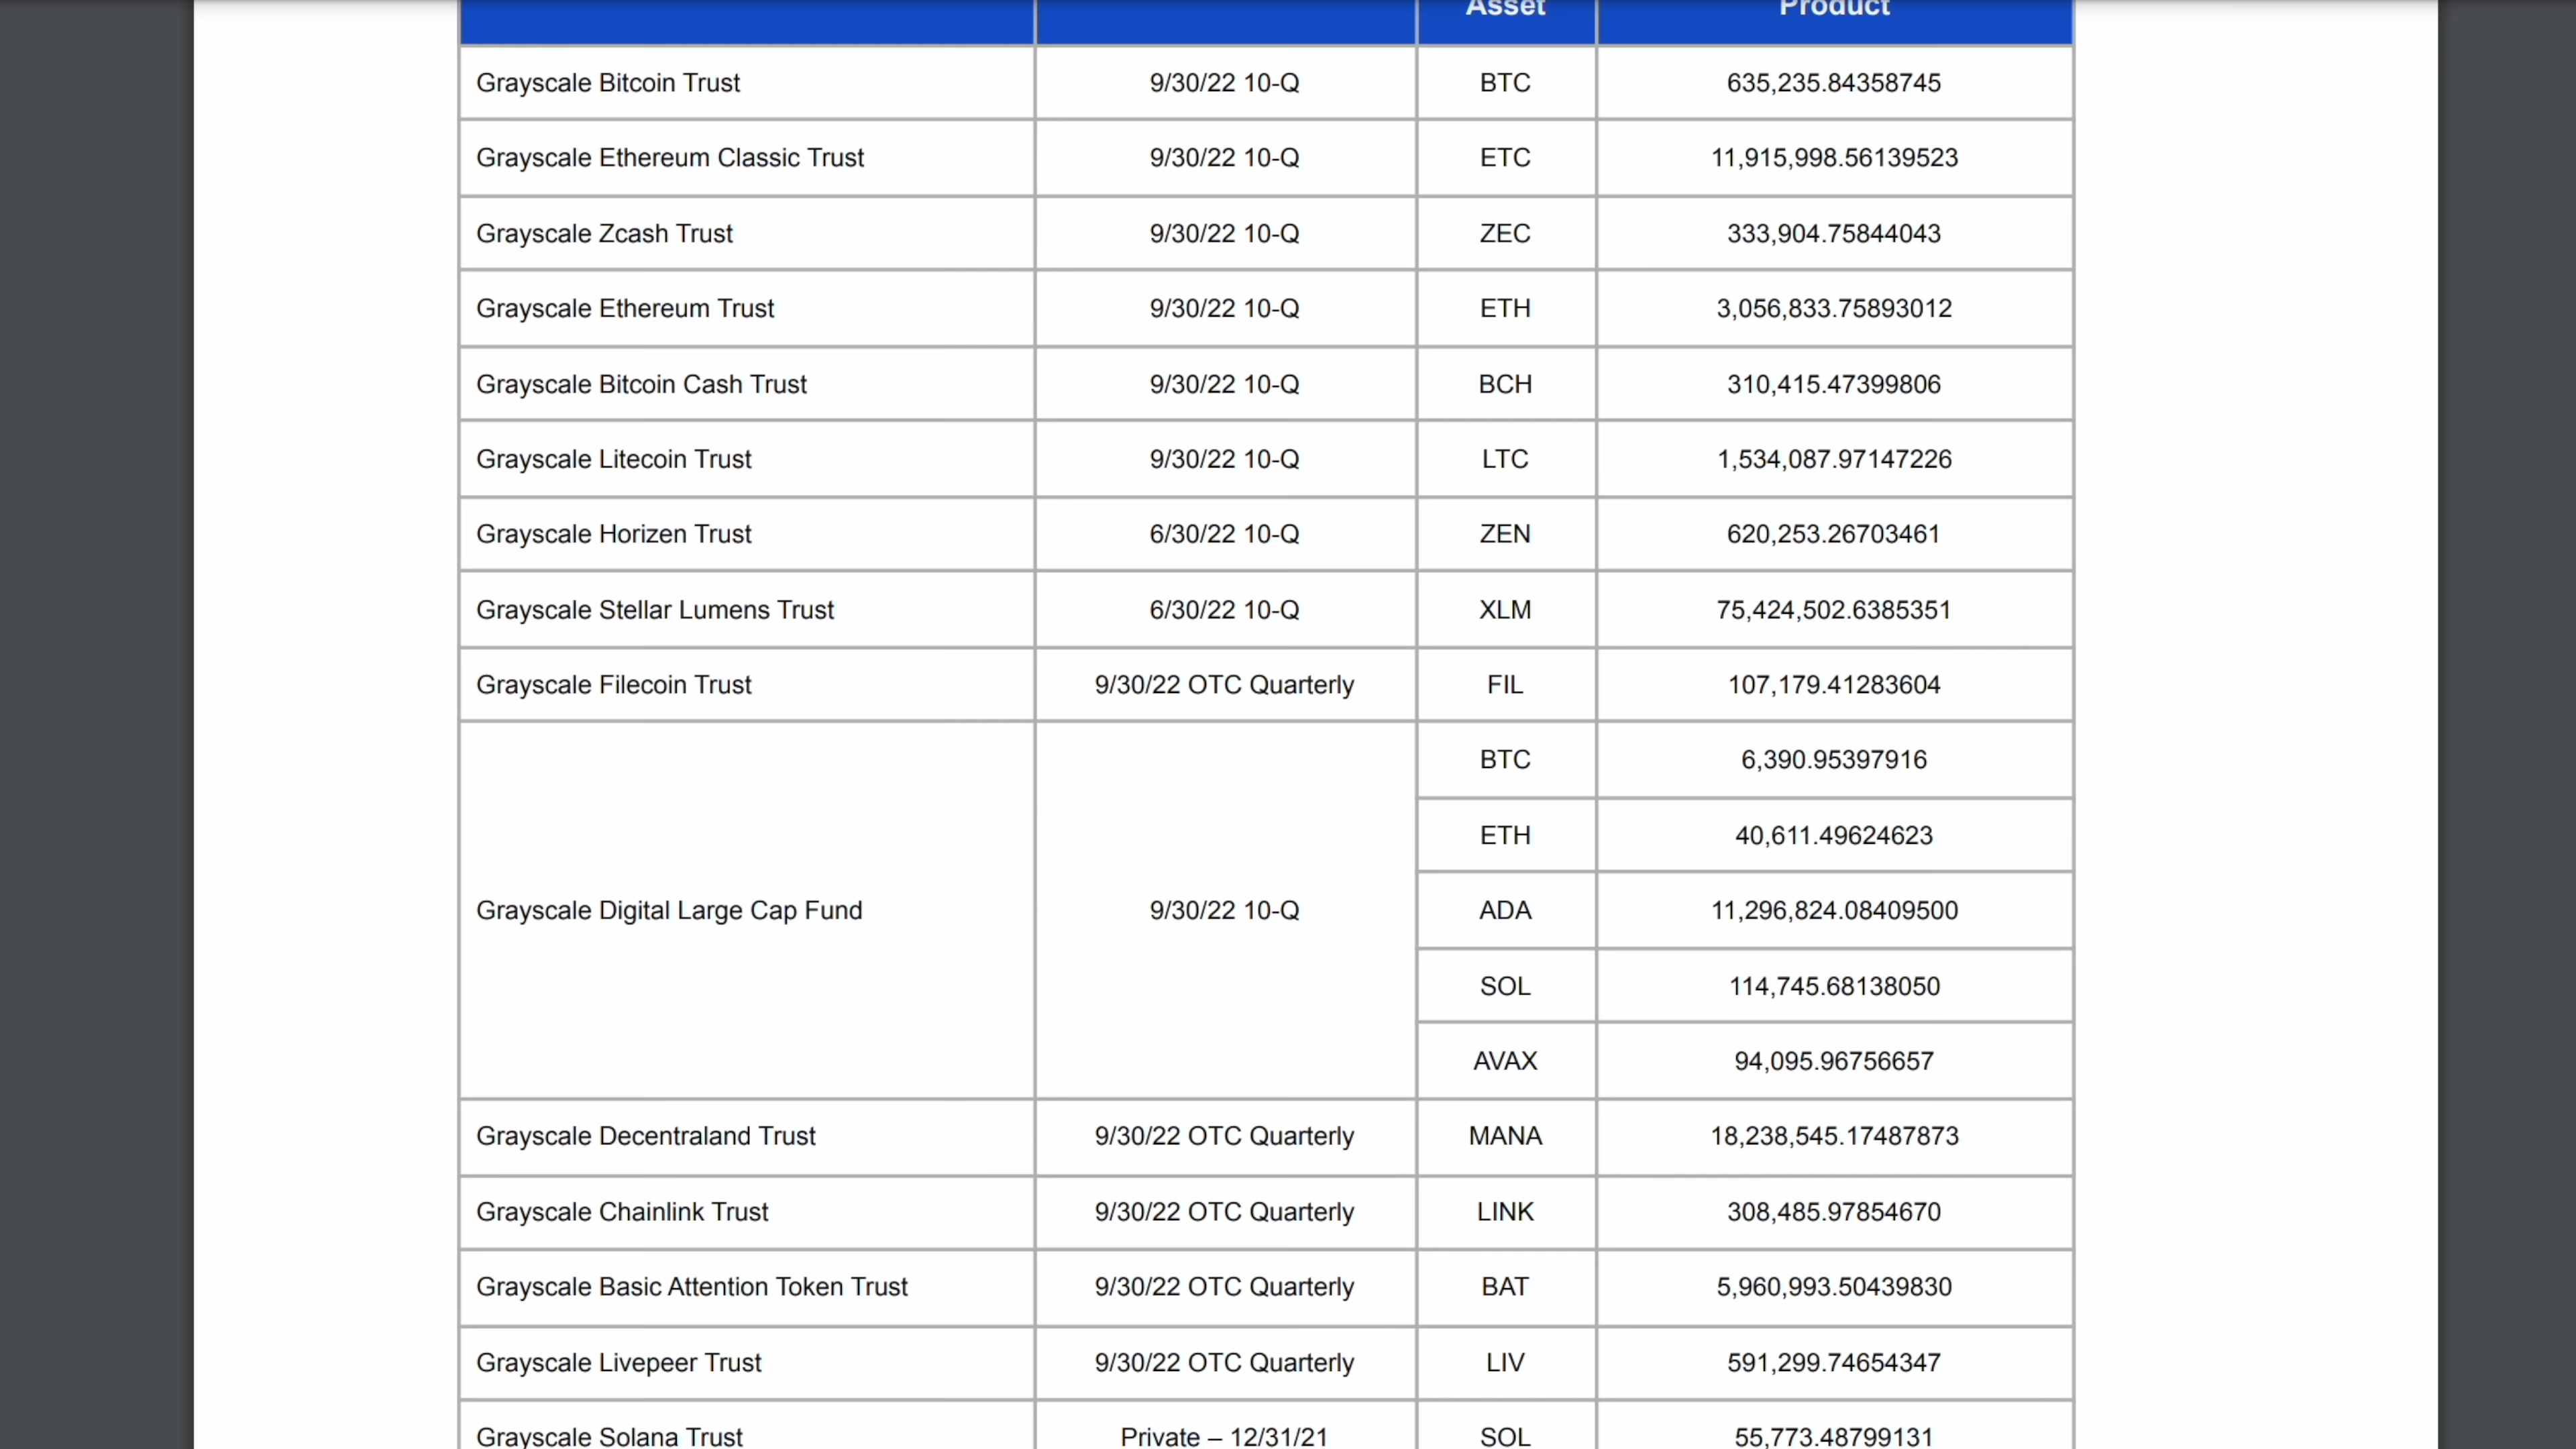 Asset Product
Grayscale Bitcoin Trust 9/30/22 10-Q BTC 635,235.84358745
Grayscale Ethereum Classic Trust 9/30/22 10-Q ETC 11,915,998.56139523
Grayscale Zcash Trust 9/30/22 10-Q ZEC 333,904.75844043
Grayscale Ethereum Trust 9/30/22 10-Q ETH 3,056,833.75893012
Grayscale Bitcoin Cash Trust 9/30/22 10-Q BCH 310,415.47399806
Grayscale Litecoin Trust 9/30/22 10-Q LTC 1,534,087.97147226
Grayscale Horizen Trust 6/30/22 10-Q ZEN 620,253.26703461
Grayscale Stellar Lumens Trust 6/30/22 10-Q XLM 75,424,502.6385351
Grayscale Filecoin Trust 9/30/22 OTC Quarterly FIL 107,179.41283604
BTC 6,390.95397916
ETH 40,611.49624623
Grayscale Digital Large Cap Fund 9/30/22 10-Q ADA 11,296,824.08409500
SOL 114,745.68138050
AVAX 94,095.96756657
Grayscale Decentraland Trust 9/30/22 OTC Quarterly MANA 18,238,545.17487873
Grayscale Chainlink Trust 9/30/22 OTC Quarterly LINK 308,485.97854670
Grayscale Basic Attention Token Trust 9/30/22 OTC Quarterly BAT 5,960,993.50439830
Grayscale Livepeer Trust 9/30/22 OTC Quarterly LIV 591,299.74654347
Grayscale Solana Trust Private – 12/31/21 SOL 55,773.48799131